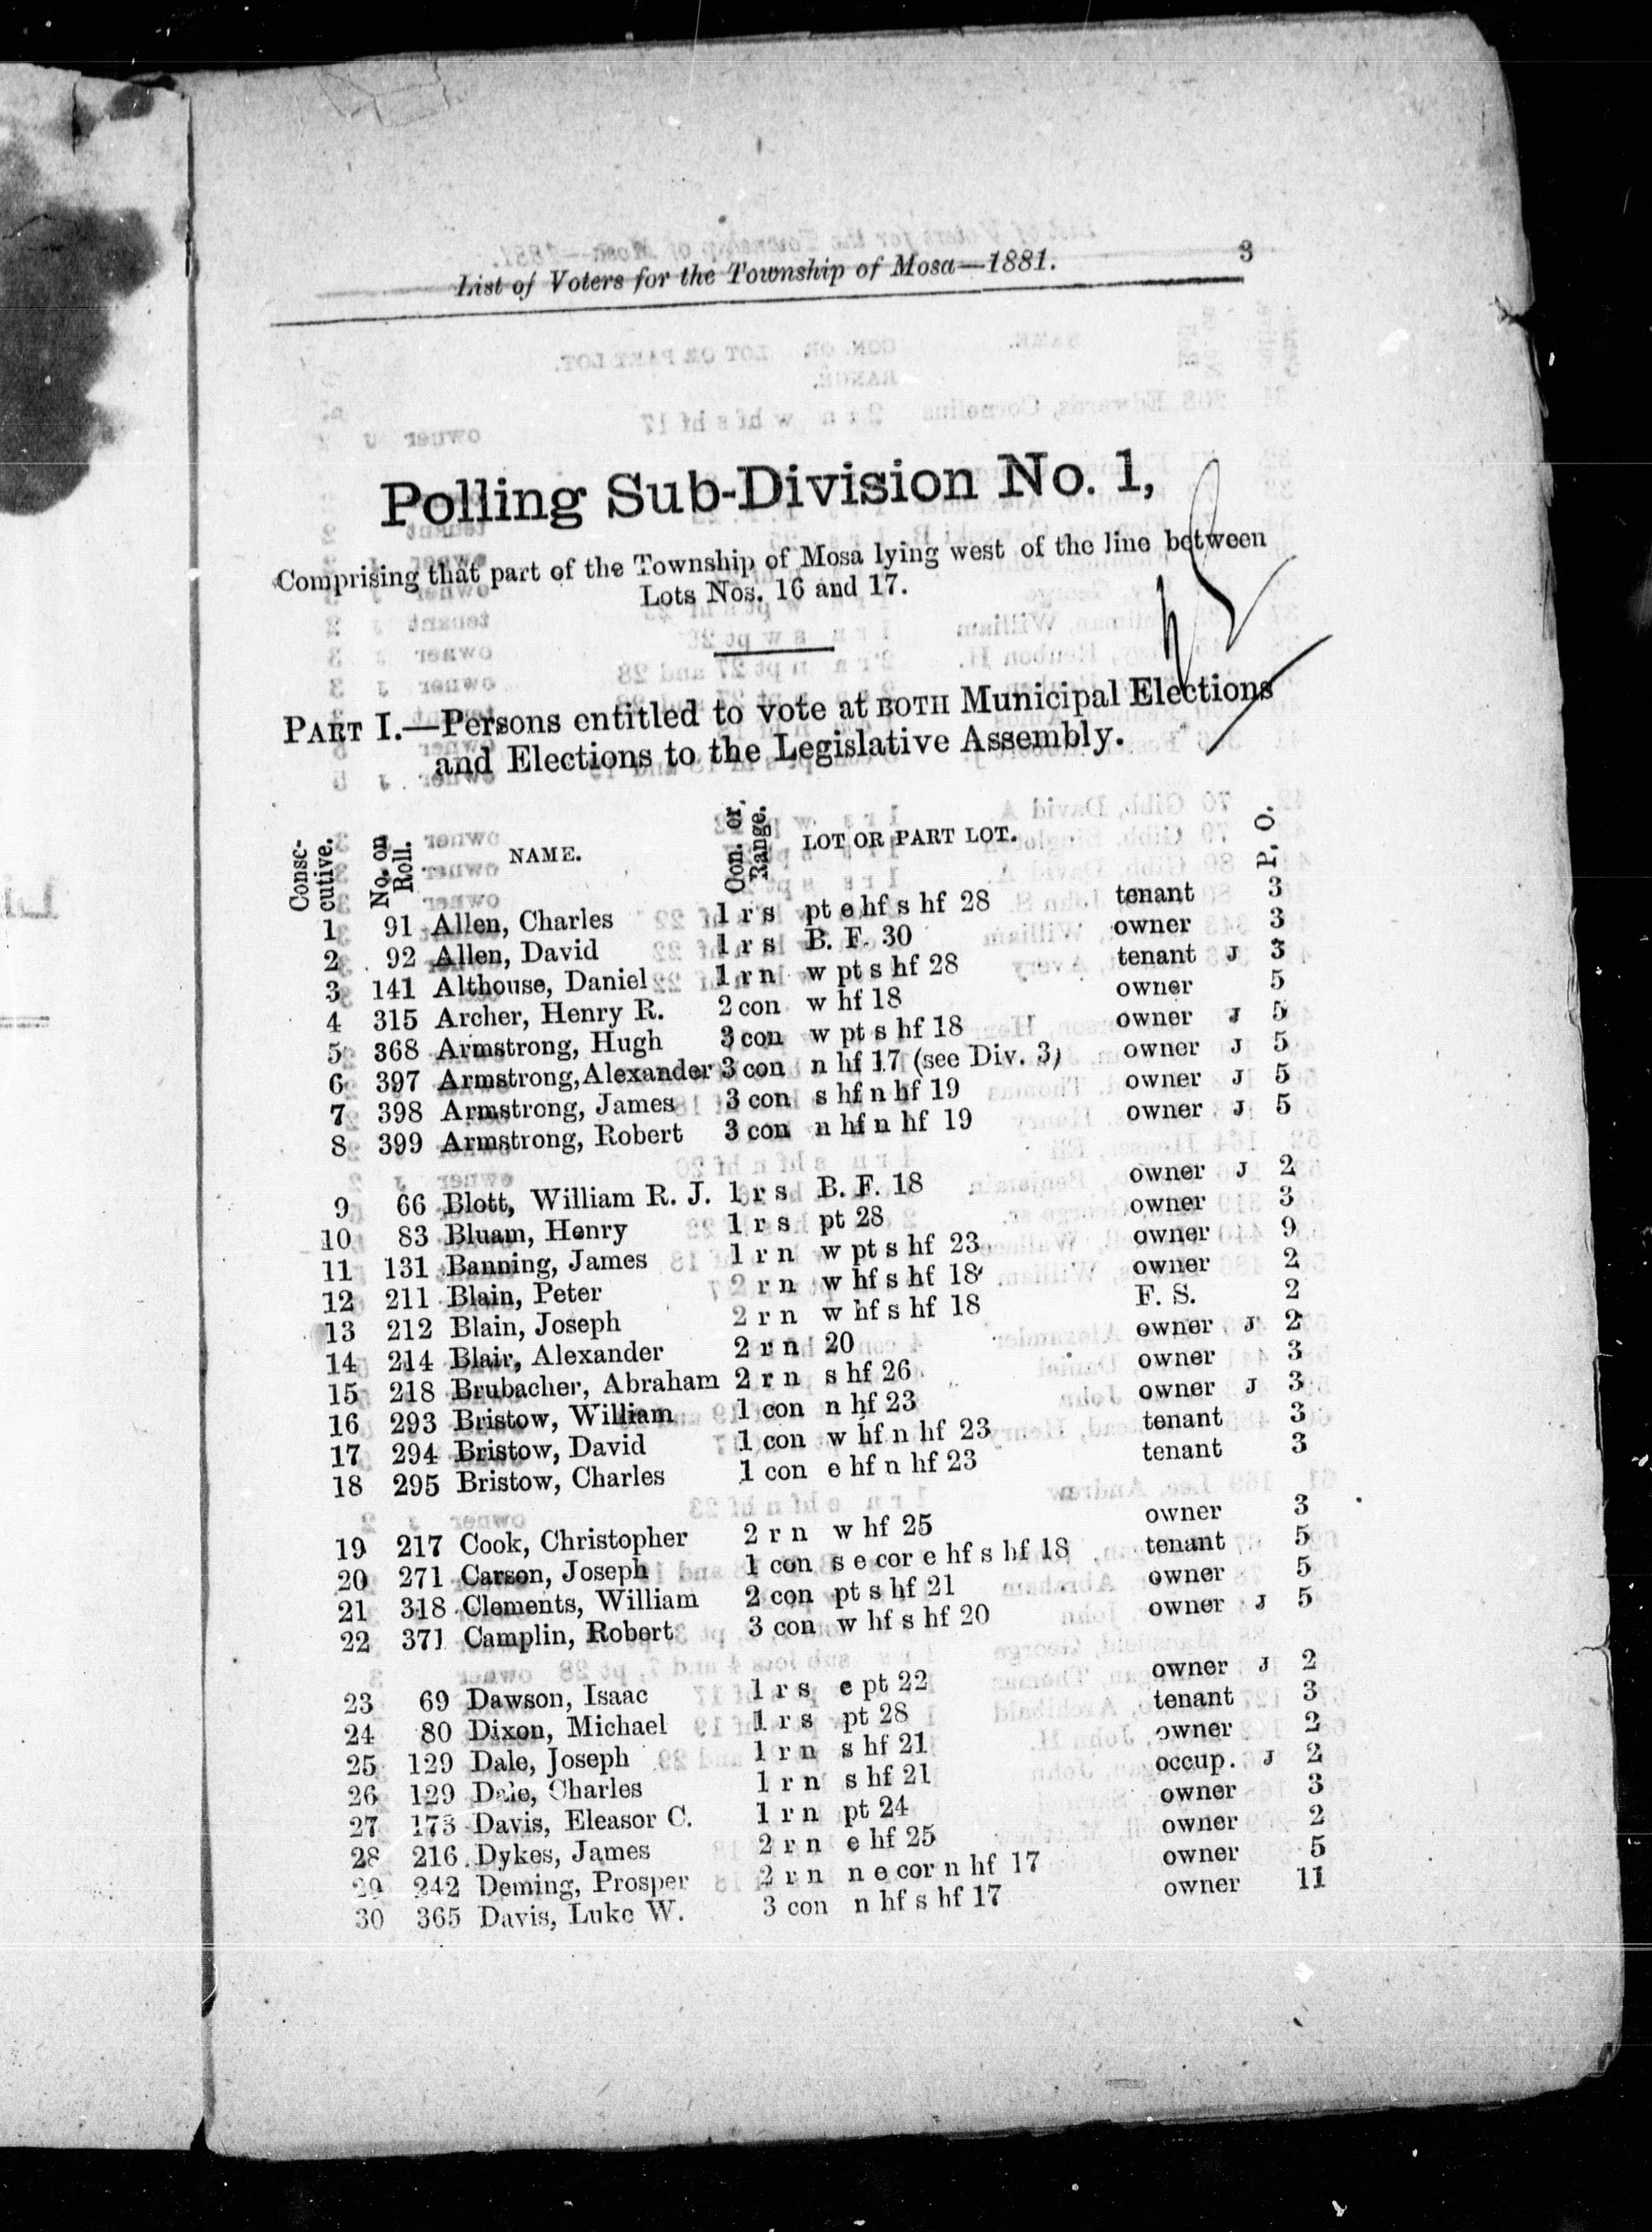 List of Voters for the Township of Mosa—1881. 3
Polling Sub-Division No. 1,
Comprising that part of the Township of Mosa lying west of the line between
Lots Nos. 16 and 17.
PART I.—Persons entitled to vote at BOTH Municipal Elections
and Elections to the Legislative Assembly.
Consecutive. No. on Roll. NAME. Con. or Range. LOT OR PART LOT. P. O.
1 91 Allen, Charles 1 r s pt e hf s hf 28 tenant 3
2 92 Allen, David 1 r s B. F. 30 owner 3
3 141 Althouse, Daniel 1 r n w pt s hf 28 tenant J 3
4 315 Archer, Henry R. 2 con w hf 18 owner 5
5 368 Armstrong, Hugh 3 con w pt s hf 18 owner J 5
6 397 Armstrong, Alexander 3 con n hf 17 (see Div. 3) owner J 5
7 398 Armstrong, James 3 con s hf n hf 19 owner J 5
8 399 Armstrong, Robert 3 con n hf n hf 19 owner J 5
9 66 Blott, William R. J. 1 r s B. F. 18 owner J 2
10 83 Bluam, Henry 1 r s pt 28 owner 3
11 131 Banning, James 1 r n w pt s hf 23 owner 9
12 211 Blain, Peter 2 r n w hf s hf 18 owner 2
13 212 Blain, Joseph 2 r n w hf s hf 18 F. S. 2
14 214 Blair, Alexander 2 r n 20 owner J 2
15 218 Brubacher, Abraham 2 r n s hf 26 owner 3
16 293 Bristow, William 1 con n hf 23 owner J 3
17 294 Bristow, David 1 con w hf n hf 23 tenant 3
18 295 Bristow, Charles 1 con e hf n hf 23 tenant 3
19 217 Cook, Christopher 2 r n w hf 25 owner 3
20 271 Carson, Joseph 1 con s e cor e hf s hf 18 tenant 5
21 318 Clements, William 2 con pt s hf 21 owner 5
22 371 Camplin, Robert 3 con w hf s hf 20 owner J 5
23 69 Dawson, Isaac 1 r s e pt 22 owner J 2
24 80 Dixon, Michael 1 r s pt 28 tenant 3
25 129 Dale, Joseph 1 r n s hf 21 owner 2
26 129 Dale, Charles 1 r n s hf 21 occup. J 2
27 173 Davis, Eleasor C. 1 r n pt 24 owner 3
28 216 Dykes, James 2 r n e hf 25 owner 2
29 242 Deming, Prosper 2 r n n e cor n hf 17 owner 5
30 365 Davis, Luke W. 3 con n hf s hf 17 owner 11